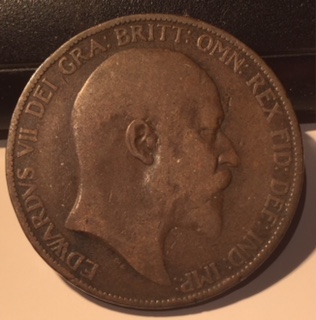 EDWARDVS VII DEI GRA: BRITT: OMN: REX FID: DEF: IND: IMP: